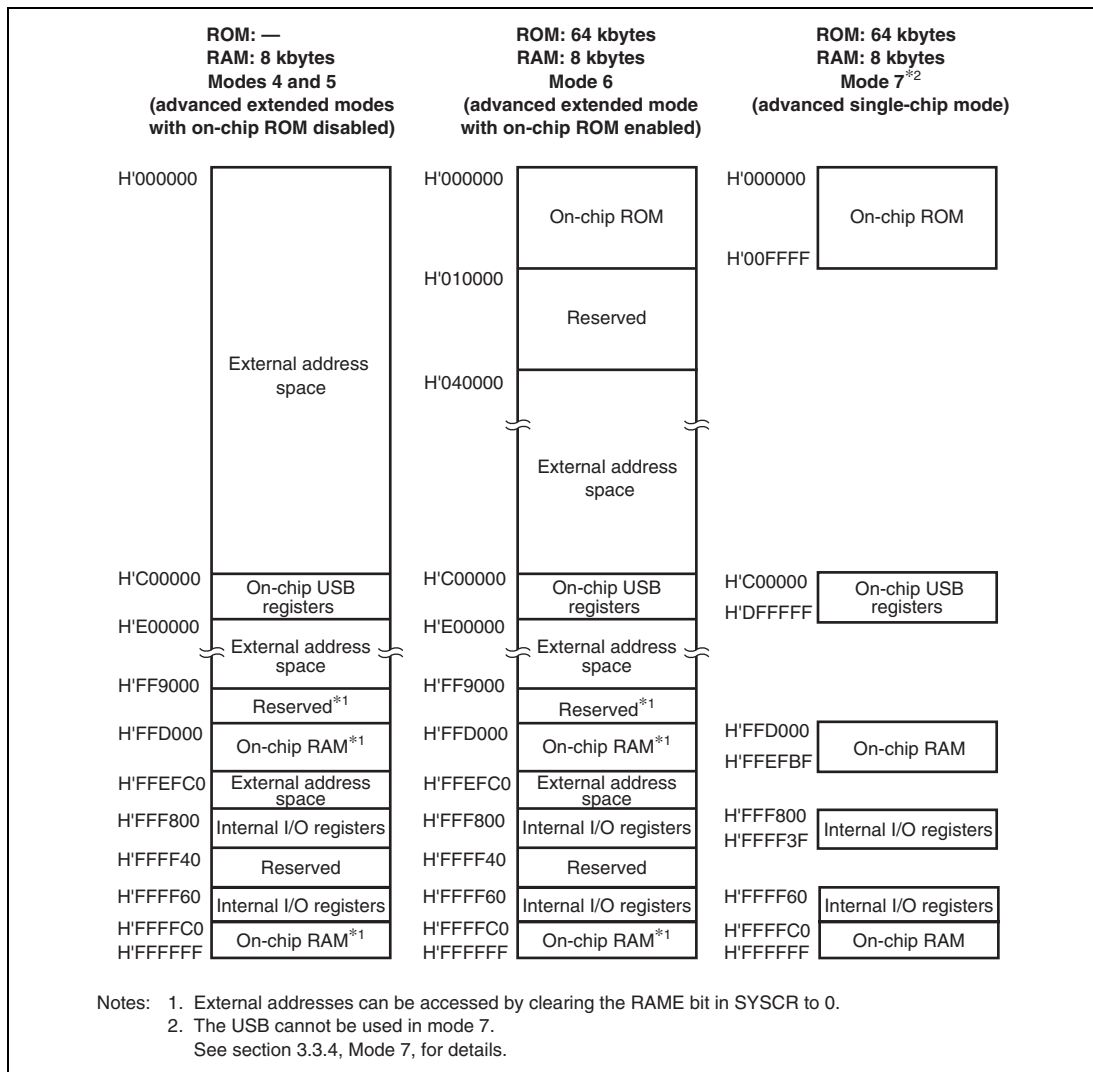 ROM: —
RAM: 8 kbytes
Modes 4 and 5
(advanced extended modes
with on-chip ROM disabled)
H'000000
External address
space
H'C00000
On-chip USB
registers
H'E00000
External address
space
H'FF9000
Reserved*1
H'FFD000
On-chip RAM*1
H'FFEFC0
External address
space
H'FFF800
Internal I/O registers
H'FFFF40
Reserved
H'FFFF60
Internal I/O registers
H'FFFFC0
On-chip RAM*1
H'FFFFFF
ROM: 64 kbytes
RAM: 8 kbytes
Mode 6
(advanced extended mode
with on-chip ROM enabled)
H'000000
On-chip ROM
H'010000
Reserved
H'040000
External address
space
H'C00000
On-chip USB
registers
H'E00000
External address
space
H'FF9000
Reserved*1
H'FFD000
On-chip RAM*1
H'FFEFC0
External address
space
H'FFF800
Internal I/O registers
H'FFFF40
Reserved
H'FFFF60
Internal I/O registers
H'FFFFC0
On-chip RAM*1
H'FFFFFF
ROM: 64 kbytes
RAM: 8 kbytes
Mode 7*2
(advanced single-chip mode)
H'000000
On-chip ROM
H'00FFFF
H'C00000
On-chip USB
registers
H'DFFFFF
H'FFD000
On-chip RAM
H'FFEFBF
H'FFF800
Internal I/O registers
H'FFFF3F
H'FFFF60
Internal I/O registers
H'FFFFC0
On-chip RAM
H'FFFFFF
Notes: 1. External addresses can be accessed by clearing the RAME bit in SYSCR to 0.
2. The USB cannot be used in mode 7.
See section 3.3.4, Mode 7, for details.